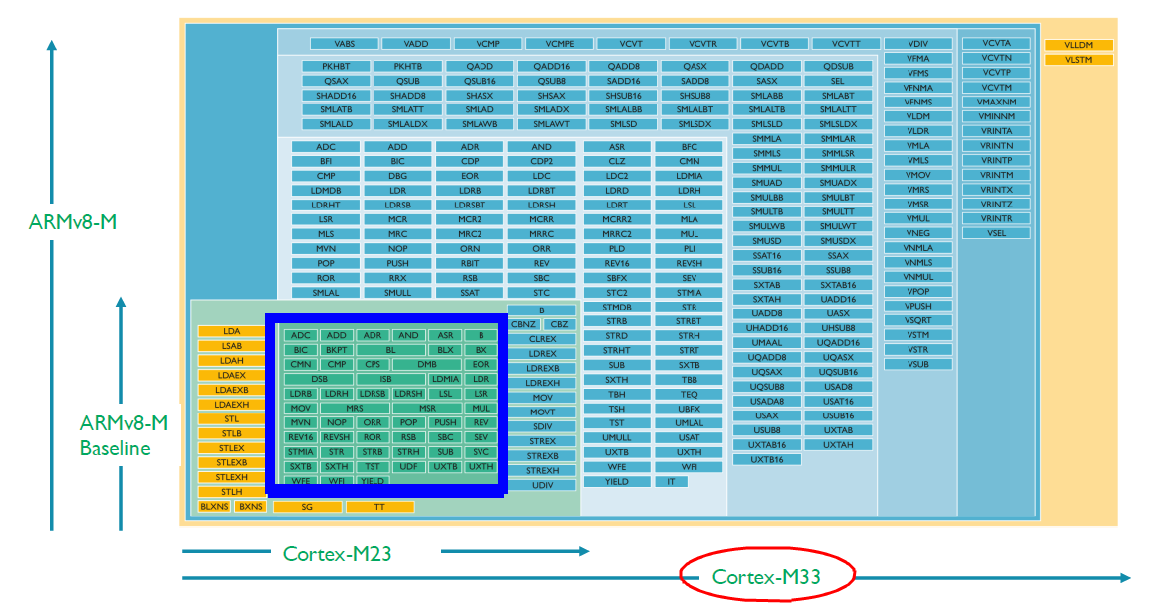 VABS VADD VCMP VCMPE VCVT VCVTR VCVTB VCVTT VDIV VCVTA VLLDM
VFMA VCVTN VLSTM
PKHBT PKHTB QADD QADD16 QADD8 QASX QDADD QDSUB VFMS VCVTP
QSAX QSUB QSUB16 QSUB8 SADD16 SADD8 SASX SEL VFNMA VCVTM
SHADD16 SHADD8 SHASX SHSAX SHSUB16 SHSUB8 SMLABB SMLABT VFNMS VMAXNM
SMLATB SMLATT SMLAD SMLADX SMLALBB SMLALBT SMLALTB SMLALTT VLDM VMINNM
SMLALD SMLALDX SMLAWB SMLAWT SMLSD SMLSDX SMLSLD SMLSLDX VLDR VRINTA
ADC ADD ADR AND ASR BFC SMMLA SMMLAR VMLA VRINTN
BFI BIC CDP CDP2 CLZ CMN SMMLS SMMLSR VMLS VRINTP
CMP DBG EOR LDC LDC2 LDMIA SMMUL SMMULR VMOV VRINTM
LDMDB LDR LDRB LDRBT LDRD LDRH SMUAD SMUADX VMRS VRINTX
LDRHT LDRSB LDRSBT LDRSH LDRT LSL SMULBB SMULBT VMSR VRINTZ
LSR MCR MCR2 MCRR MCRR2 MLA SMULTB SMULTT VMUL VRINTR
MLS MRC MRC2 MRRC MRRC2 MUL SMULWB SMULWT VNEG VSEL
MVN NOP ORN ORR PLD PLI SMUSD SMUSDX VNMLA
POP PUSH RBIT REV REV16 REVSH SSAT16 SSAX VNMLS
ROR RRX RSB SBC SBFX SEV SSUB16 SSUB8 VNMUL
SMLAL SMULL SSAT STC STC2 STMIA SXTAB SXTAB16 VPOP
B STMDB STR SXTAH UADD16 VPUSH
CBNZ CBZ STRB STRBT UADD8 UASX VSQRT
CLREX STRD STRH UHADD16 UHSUB8 VSTM
LDREX STRHT STRT UMAAL UQADD16 VSTR
LDREXB SUB SXTB UQADD8 UQASX VSUB
LDREXH SXTH TBB UQSAX UQSUB16
MOV TBH TEQ UQSUB8 USAD8
MOVT TSH UBFX USADA8 USAT16
SDIV TST UMLAL USAX USUB16
STREX UMULL USAT USUB8 UXTAB
STREXB UXTB UXTH UXTAB16 UXTAH
STREXH WFE WFI UXTB16
UDIV YIELD IT
LDA
LSAB
LDAH
LDAEX
LDAEXB
LDAEXH
STL
STLB
STLEX
STLEXB
STLEXH
STLH
BLXNS BXNS SG TT
ADC ADD ADR AND ASR B
BIC BKPT BL BLX BX
CMN CMP CPS DMB EOR
DSB ISB LDMIA LDR
LDRB LDRH LDRSB LDRSH LSL LSR
MOV MRS MSR MUL
MVN NOP ORR POP PUSH REV
REV16 REVSH ROR RSB SBC SEV
STMIA STR STRB STRH SUB SVC
SXTB SXTH TST UDF UXTB UXTH
WFE WFI YIELD
ARMv8-M
ARMv8-M
Baseline
Cortex-M23
Cortex-M33